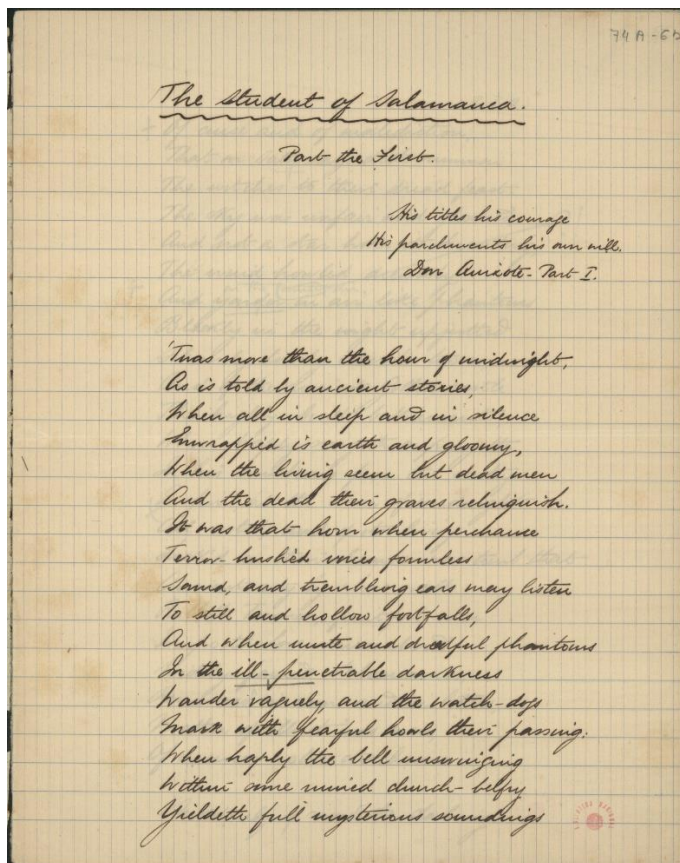 74A-65
The Student of Salamanca.
Part the First.
His titles his courage
His parchments his own will.
Don Quixote - Part I.
'Twas more than the hour of midnight,
As is told by ancient stories,
When all in sleep and in silence
Enwrapped is earth and gloomy,
When the living seem but dead men
And the dead their graves relinquish.
It was that hour when perchance
Terror-hushèd voices formless
Sound, and trembling ears may listen
To still and hollow footfalls,
And when mute and dreadful phantoms
In the ill-penetrable darkness
Wander vaguely, and the watch-dogs
Mark with fearful howls their passing:
When haply the bell unswinging
Within some ruined church-belfry
Yieldeth full mysterious soundings